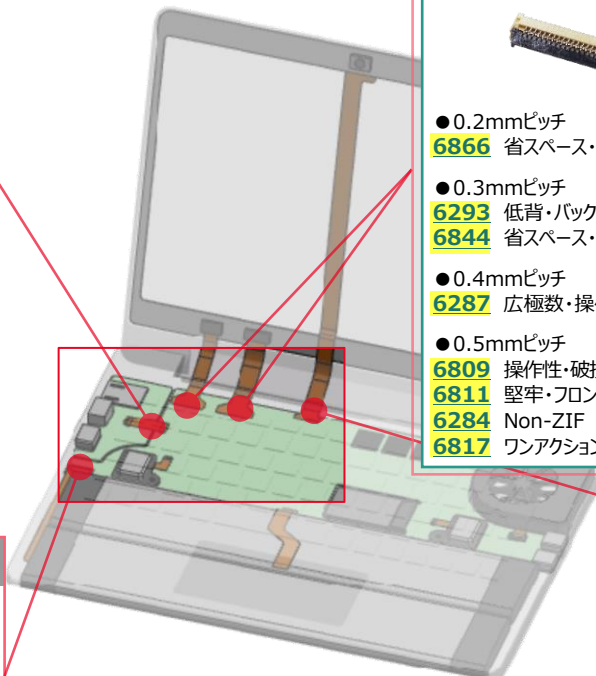 ●0.2mmピッチ
6866 省スペース・
●0.3mmピッチ
6293 低背・バック
6844 省スペース・
●0.4mmピッチ
6287 広極数・操
●0.5mmピッチ
6809 操作性・破
6811 堅牢・フロン
6284 Non-ZIF
6817 ワンアクション